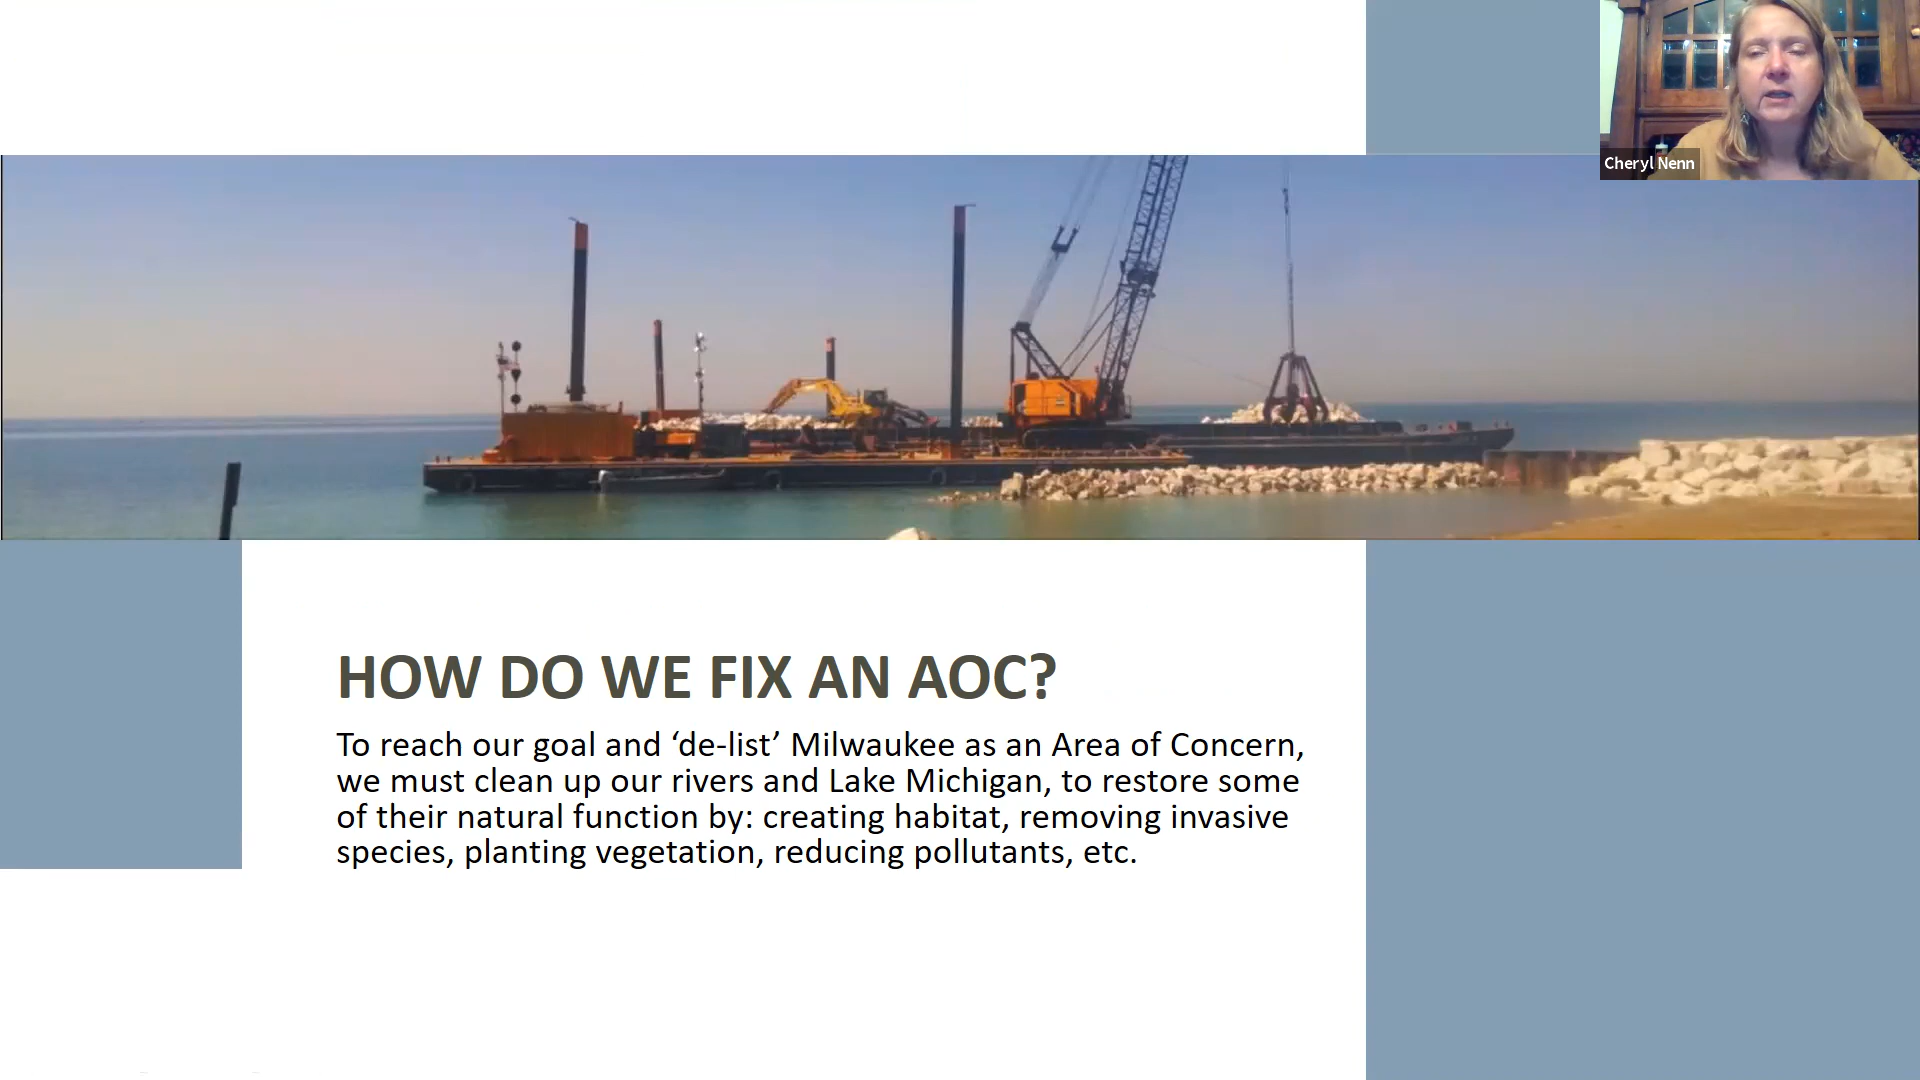 Cheryl Nenn
HOW DO WE FIX AN AOC?
To reach our goal and ‘de-list’ Milwaukee as an Area of Concern,
we must clean up our rivers and Lake Michigan, to restore some
of their natural function by: creating habitat, removing invasive
species, planting vegetation, reducing pollutants, etc.